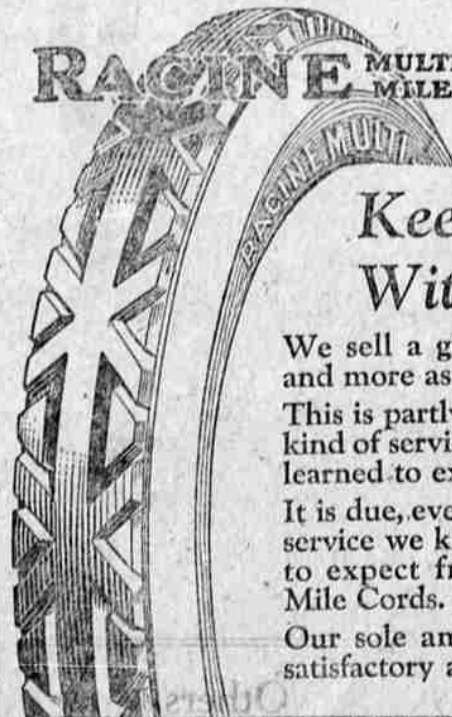 RACINE MULTI
MILE
RACINE MULTI
Kee
Wit
We sell a g
and more as
This is partly
kind of servi
learned to ex
It is due, eve
service we k
to expect fr
Mile Cords.
Our sole am
satisfactory a